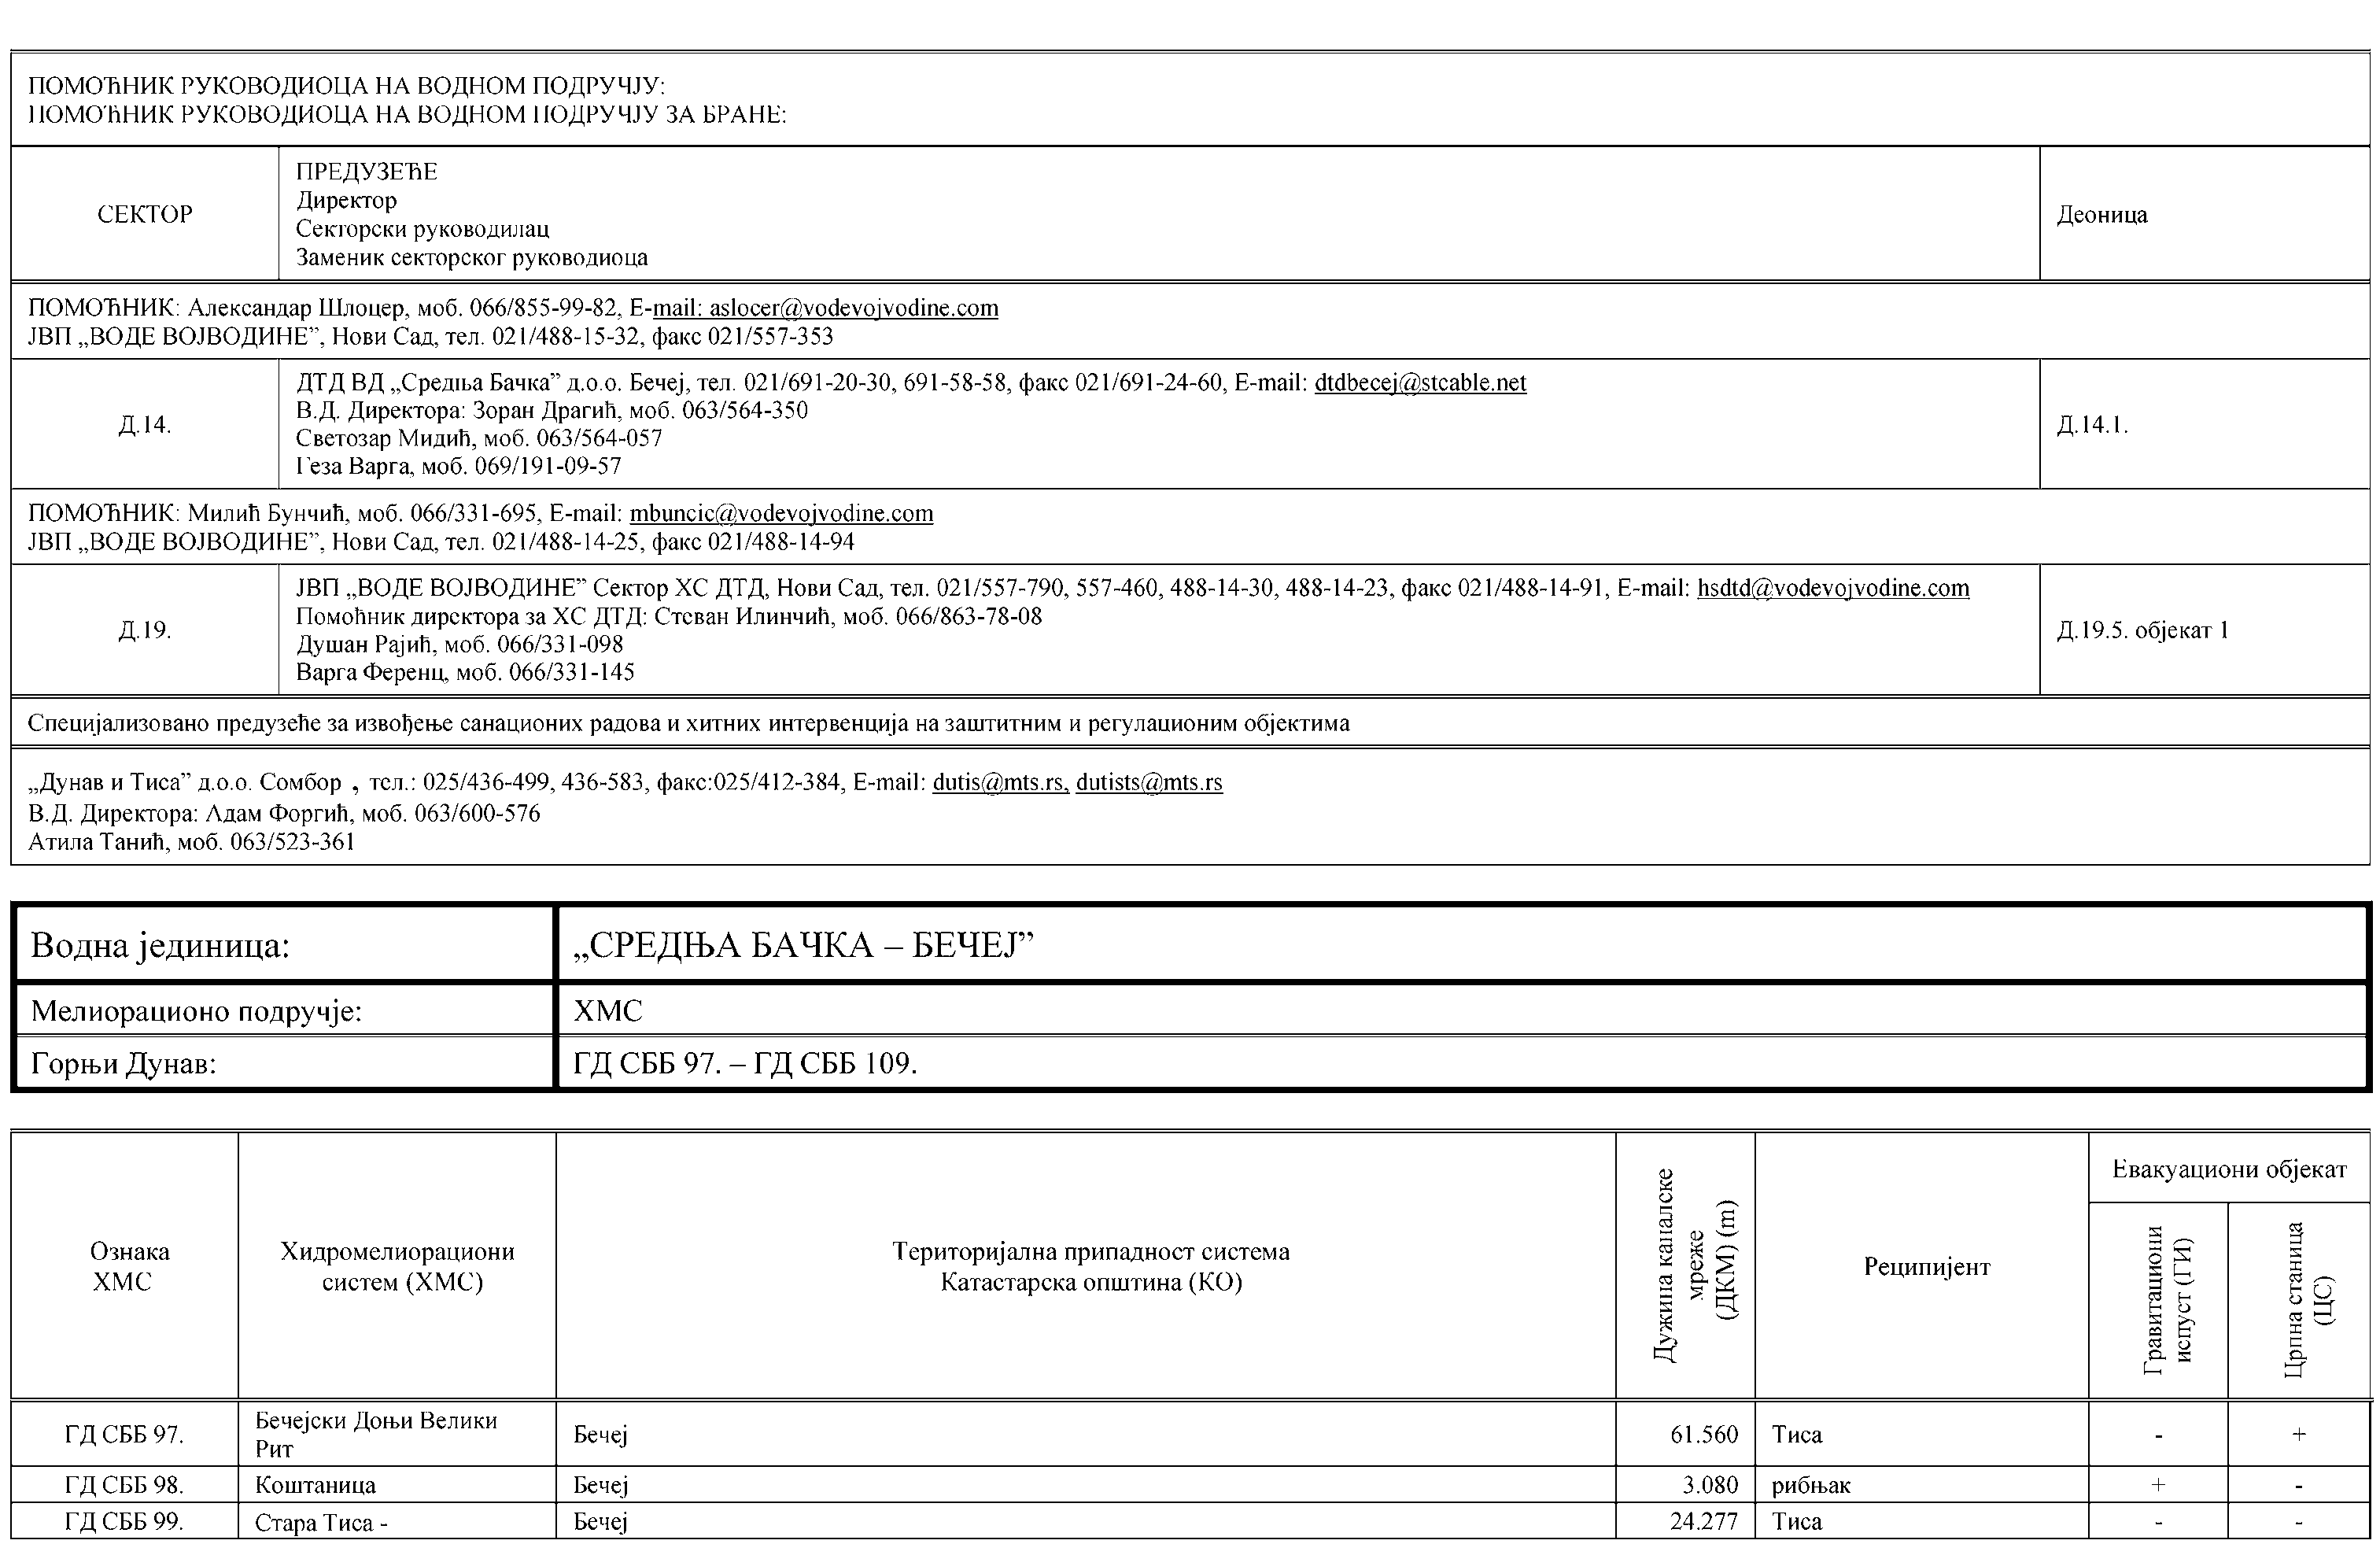 ПОМОЋНИК РУКОВОДИОЦА НА ВОДНОМ ПОДРУЧЈУ:
ПОМОЋНИК РУКОВОДИОЦА НА ВОДНОМ ПОДРУЧЈУ ЗА БРАНЕ:
СЕКТОР
ПРЕДУЗЕЋЕ
Директор
Секторски руководилац
Заменик секторског руководиоца
Деоница
ПОМОЋНИК: Александар Шлоцер, моб. 066/855-99-82, E-mail: aslocer@vodevojvodine.com
ЈВП „ВОДЕ ВОЈВОДИНЕ”, Нови Сад, тел. 021/488-15-32, факс 021/557-353
Д.14.
ДТД ВД „Средња Бачка” д.о.о. Бечеј, тел. 021/691-20-30, 691-58-58, факс 021/691-24-60, E-mail: dtdbecej@stcable.net
В.Д. Директора: Зоран Драгић, моб. 063/564-350
Светозар Мидић, моб. 063/564-057
Геза Варга, моб. 069/191-09-57
Д.14.1.
ПОМОЋНИК: Милић Бунчић, моб. 066/331-695, E-mail: mbuncic@vodevojvodine.com
ЈВП „ВОДЕ ВОЈВОДИНЕ”, Нови Сад, тел. 021/488-14-25, факс 021/488-14-94
Д.19.
ЈВП „ВОДЕ ВОЈВОДИНЕ” Сектор ХС ДТД, Нови Сад, тел. 021/557-790, 557-460, 488-14-30, 488-14-23, факс 021/488-14-91, E-mail: hsdtd@vodevojvodine.com
Помоћник директора за ХС ДТД: Стеван Илинчић, моб. 066/863-78-08
Душан Рајић, моб. 066/331-098
Варга Ференц, моб. 066/331-145
Д.19.5. објекат 1
Специјализовано предузеће за извођење санационих радова и хитних интервенција на заштитним и регулационим објектима
„Дунав и Тиса” д.о.о. Сомбор , тел.: 025/436-499, 436-583, факс:025/412-384, E-mail: dutis@mts.rs, dutists@mts.rs
В.Д. Директора: Адам Форгић, моб. 063/600-576
Атила Танић, моб. 063/523-361
Водна јединица:
„СРЕДЊА БАЧКА – БЕЧЕЈ”
Мелиорационо подручје:
ХМС
Горњи Дунав:
ГД СББ 97. – ГД СББ 109.
Ознака
ХМС
Хидромелиорациони
систем (ХМС)
Територијална припадност система
Катастарска општина (КО)
Дужина каналске
мреже
(ДКМ) (m)
Реципијент
Евакуациони објекат
Гравитациони
испуст (ГИ)
Црпна станица
(ЦС)
ГД СББ 97.
Бечејски Доњи Велики
Рит
Бечеј
61.560
Тиса
-
+
ГД СББ 98.
Коштаница
Бечеј
3.080
рибњак
+
-
ГД СББ 99.
Стара Тиса -
Бечеј
24.277
Тиса
-
-